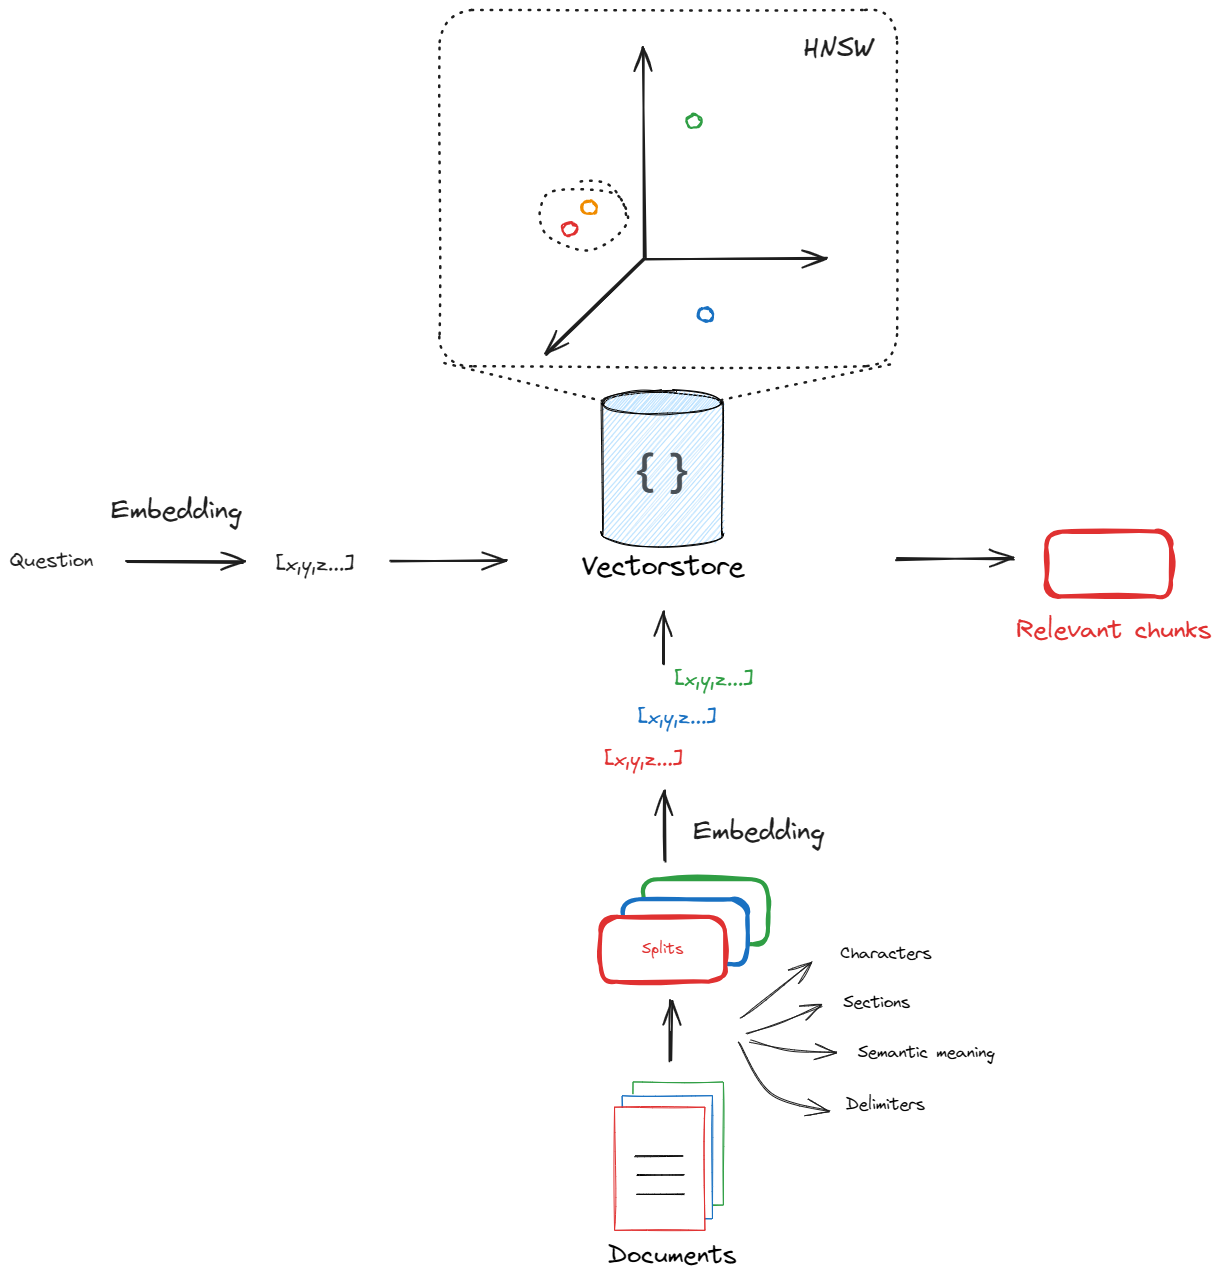 HNSW
{ }
Embedding
Question
[x,y,z...]
Vectorstore
Relevant chunks
[x,y,z...]
[x,y,z...]
[x,y,z...]
Embedding
Splits
Characters
Sections
Semantic meaning
Delimiters
Documents